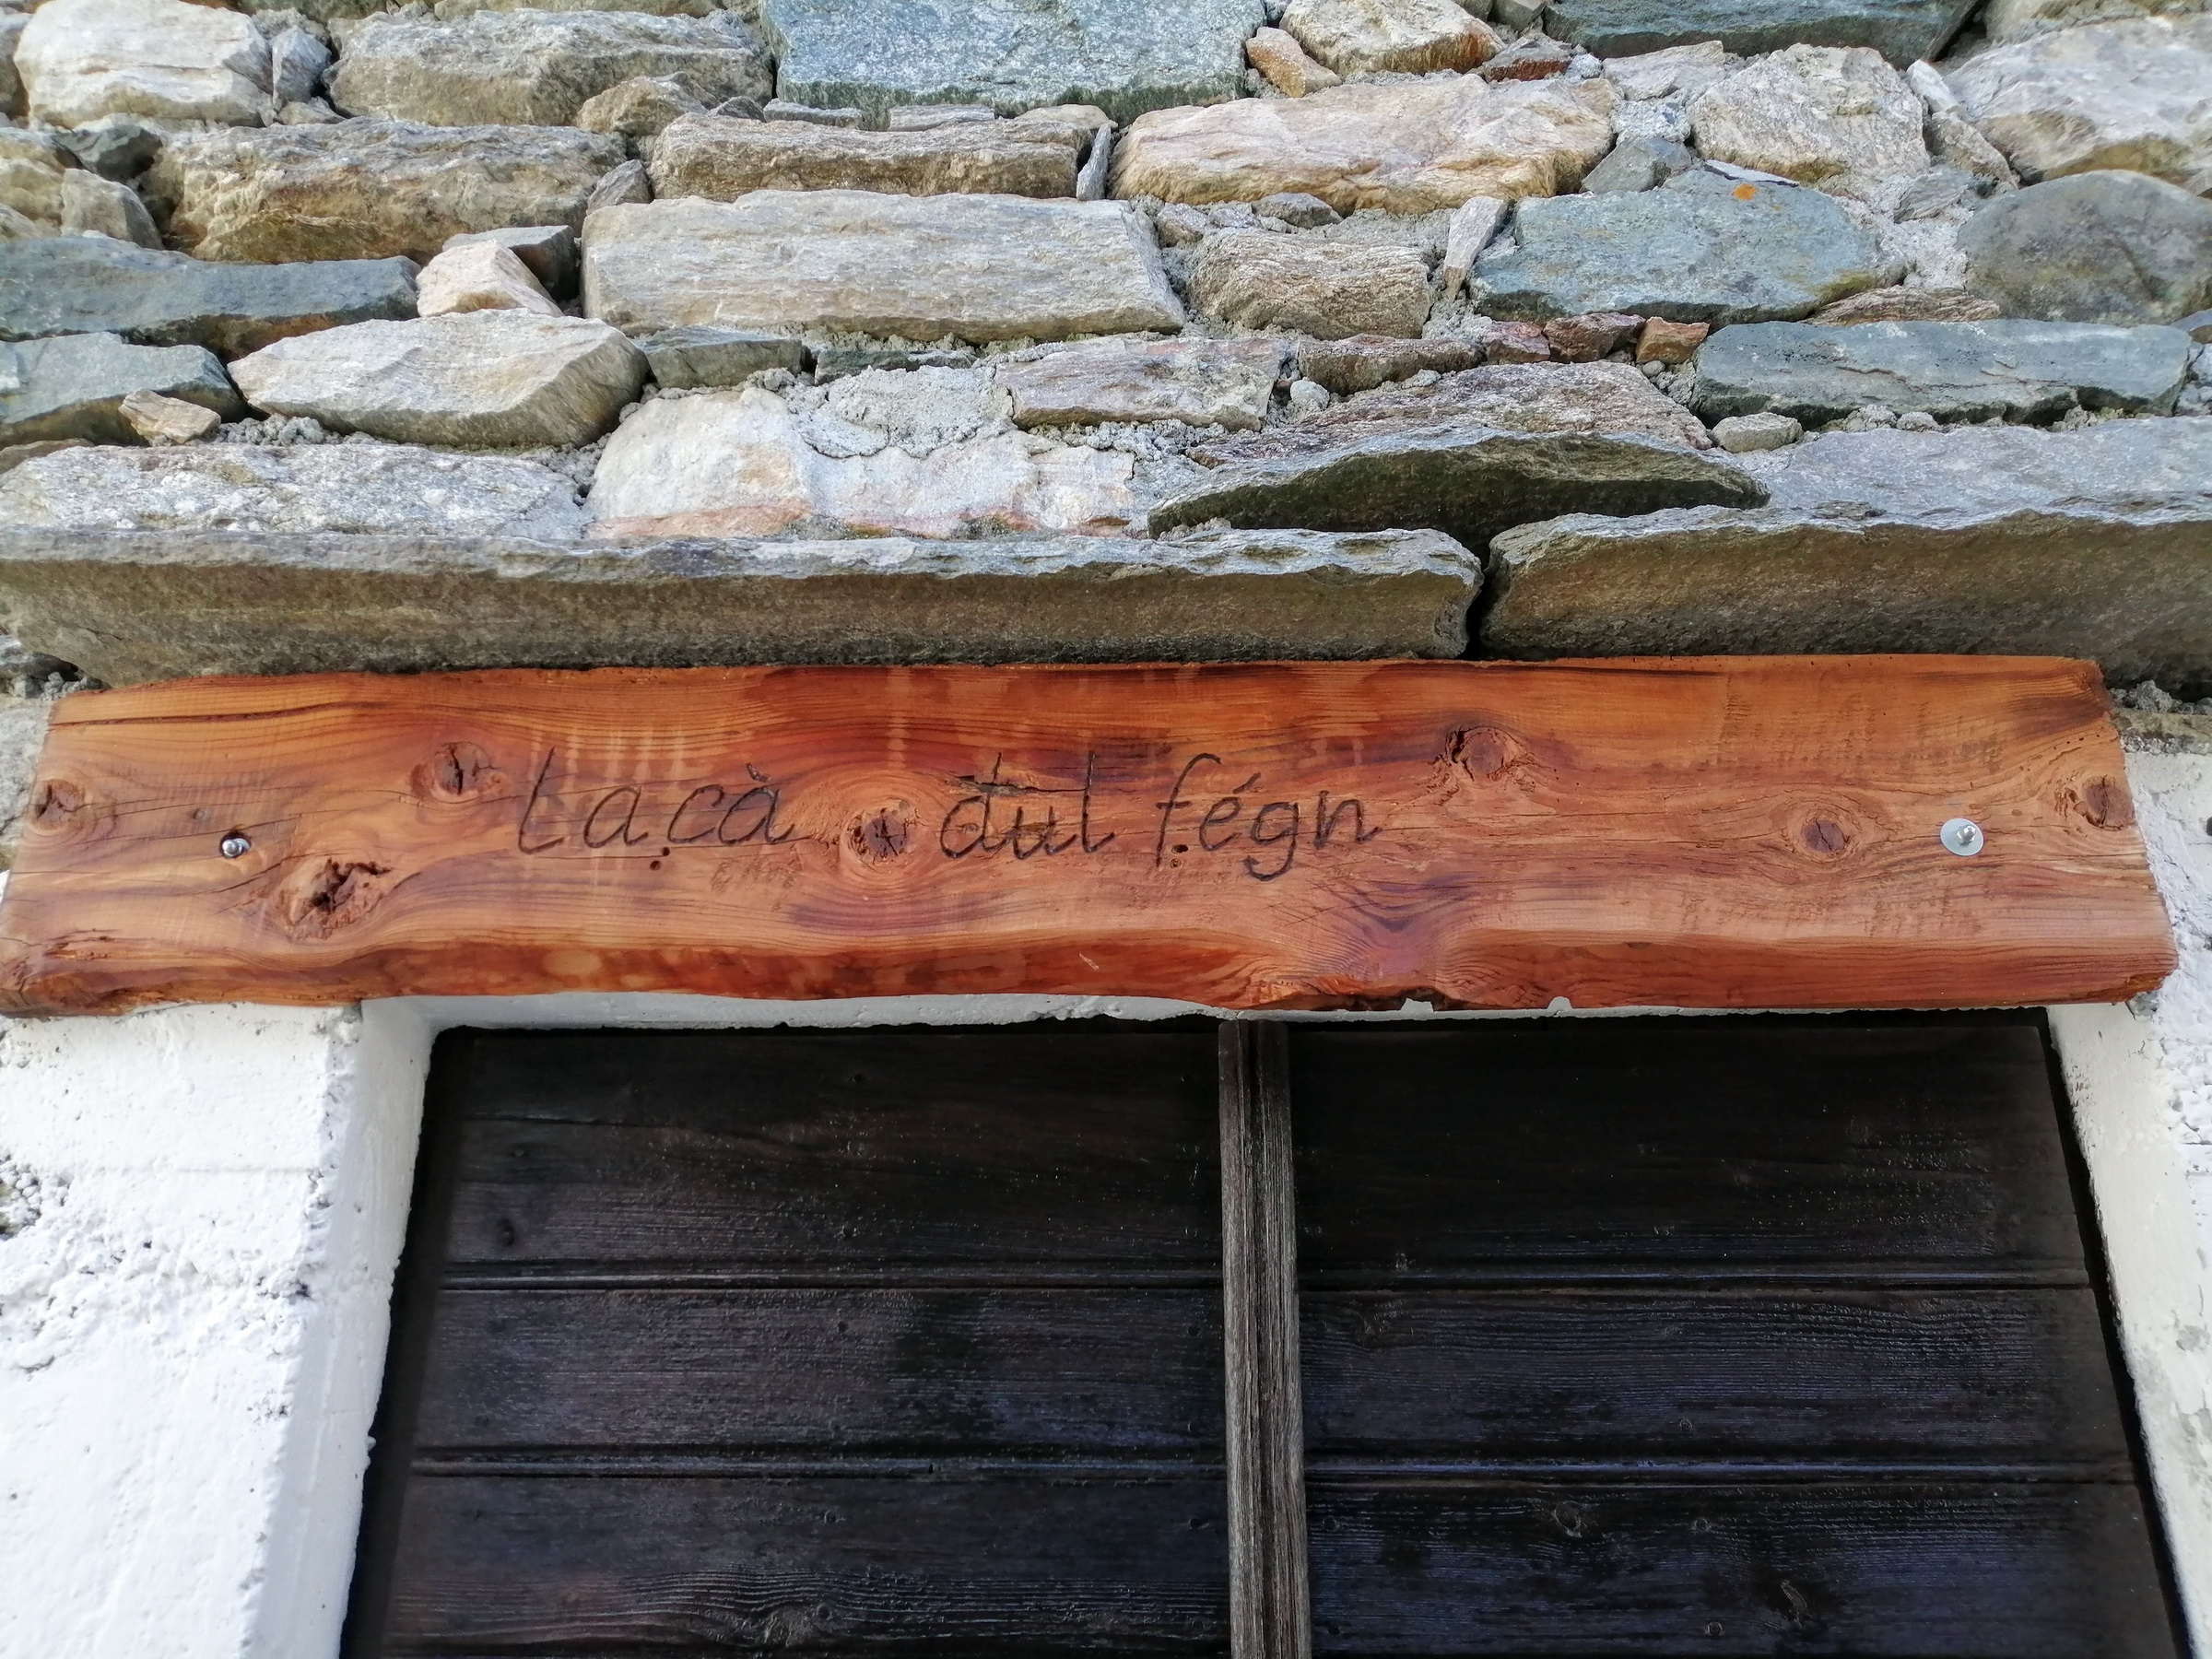 La cà dul fégn